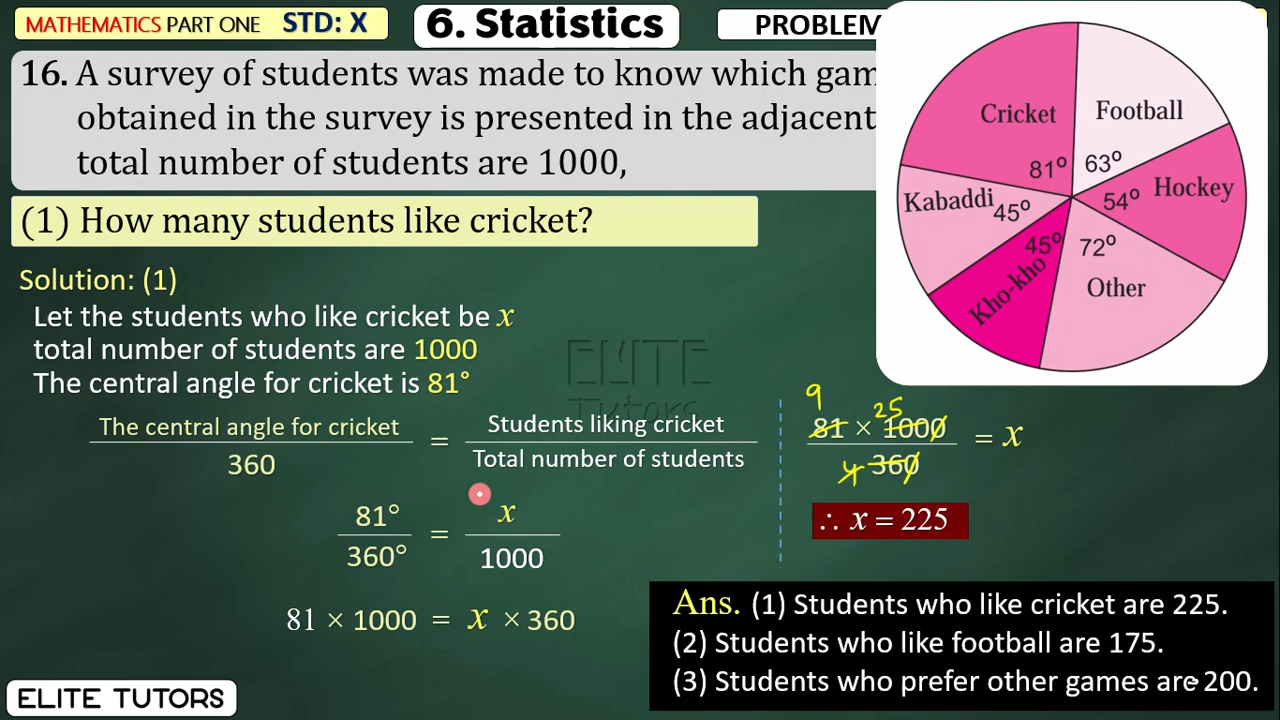 MATHEMATICS PART ONE STD: X
6. Statistics
PROBLEM
16. A survey of students was made to know which gam
obtained in the survey is presented in the adjacent
total number of students are 1000,
(1) How many students like cricket?
Cricket
81°
Football
63°
Hockey
54°
Kabaddi
45°
Kho-kho
45°
72°
Other
Solution: (1)
Let the students who like cricket be x
total number of students are 1000
The central angle for cricket is 81°
ELITE
Tutors
The central angle for cricket = Students liking cricket
360 Total number of students
81° = x
360° 1000
81 × 1000 = x × 360
9 25
81 × 1000 = x
4 360
∴ x = 225
Ans. (1) Students who like cricket are 225.
(2) Students who like football are 175.
(3) Students who prefer other games are 200.
ELITE TUTORS